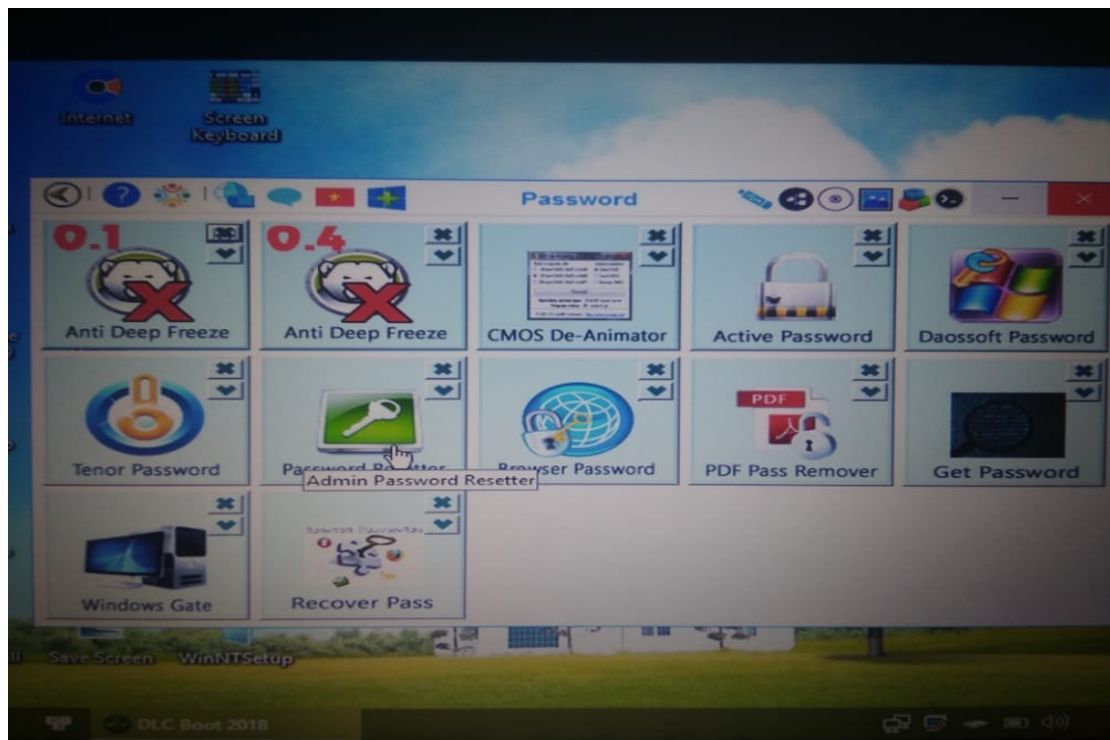 Internet
Screen
Keyboard
Password
0.1
Anti Deep Freeze
0.4
Anti Deep Freeze
CMOS De-Animator
Active Password
Daossoft Password
Tenor Password
Password Resetter
Admin Password Resetter
Browser Password
PDF
PDF Pass Remover
Get Password
Windows Gate
Recover Pass
Save Screen
WinNTSetup
DLC Boot 2018